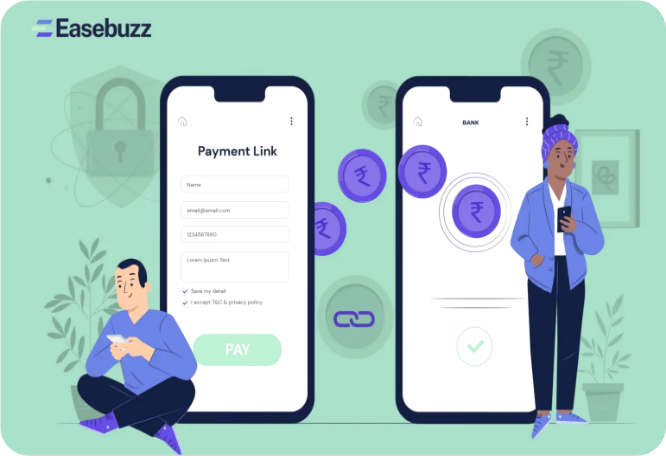 Easebuzz
Payment Link
Name
email@email.com
1234567890
Lorem Ipsum Text
Save my detail
I accept T&C & privacy policy
PAY
BANK
₹
₹
₹
₹
₹
₹